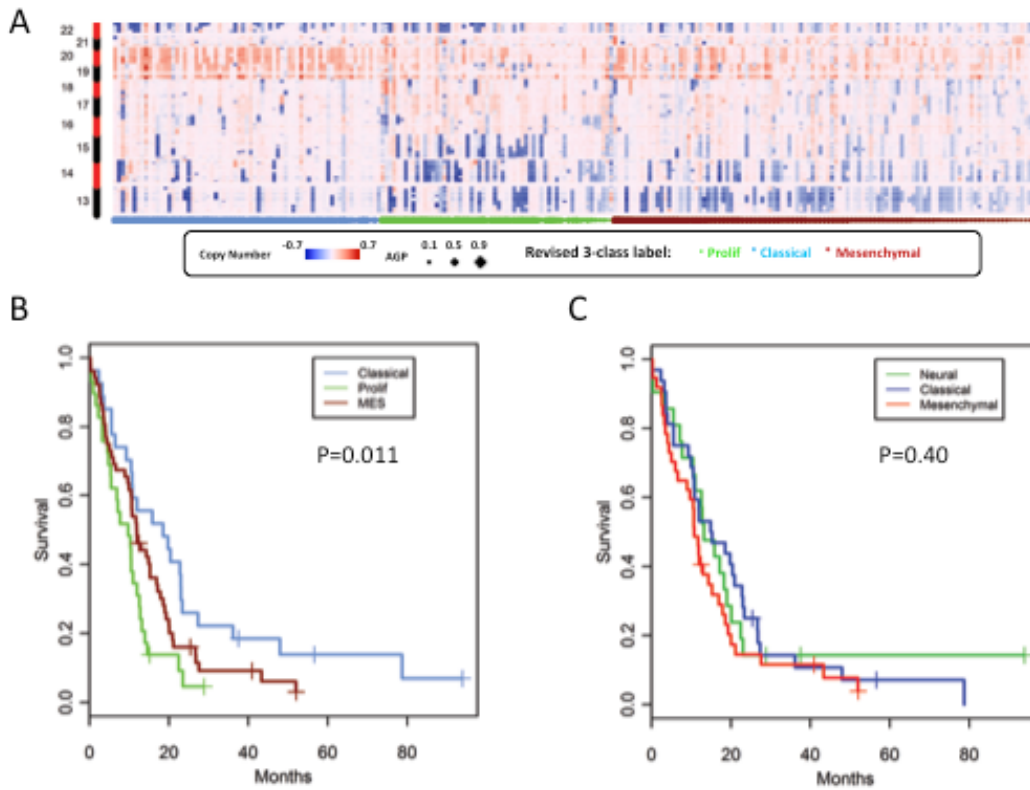 A
22
21
20
19
18
17
16
15
14
13
Copy Number
-0.7 0.7
AGP
0.1 0.5 0.9
Revised 3-class label: Prolif Classical Mesenchymal
B
Survival
1.0
0.8
0.6
0.4
0.2
0.0
Classical
Prolif
MES
P=0.011
0 20 40 60 80
Months
C
Survival
1.0
0.8
0.6
0.4
0.2
0.0
Neural
Classical
Mesenchymal
P=0.40
0 20 40 60 80
Months